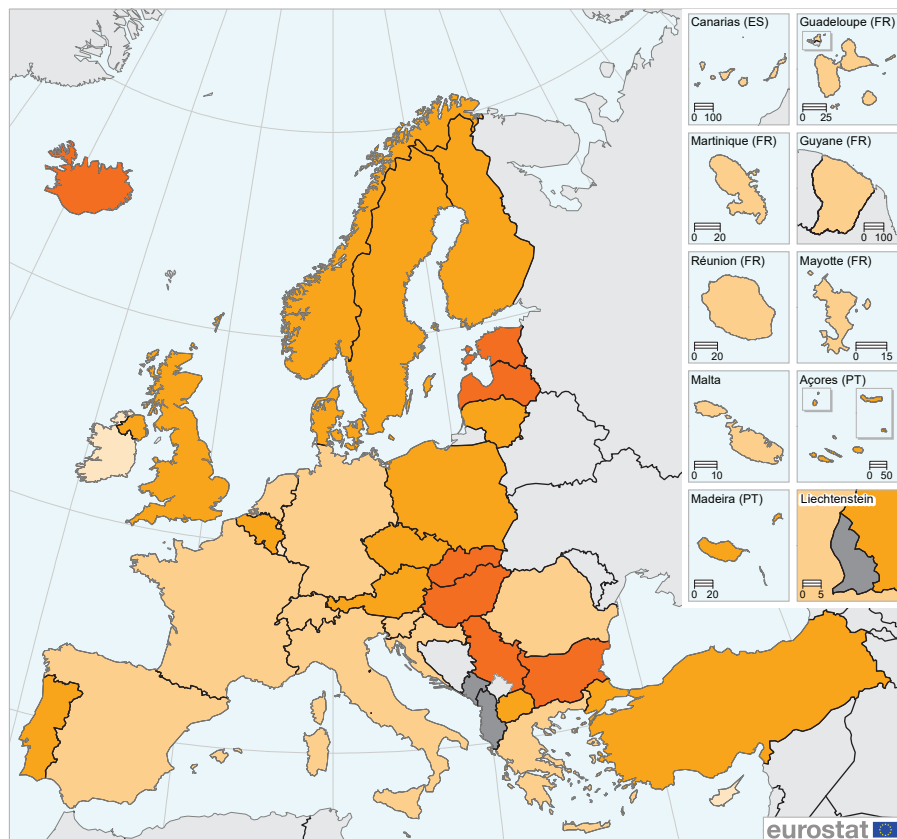 Canarias (ES)
0 100
Guadeloupe (FR)
0 25
Martinique (FR)
0 20
Guyane (FR)
0 100
Réunion (FR)
0 20
Mayotte (FR)
0 15
Malta
0 10
Açores (PT)
0 50
Madeira (PT)
0 20
Liechtenstein
0 5
eurostat